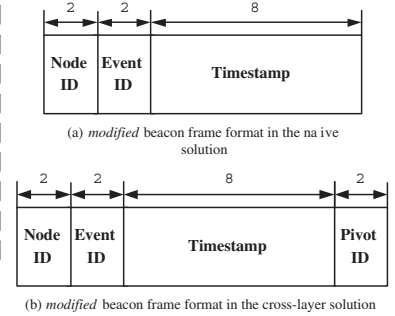 2 2 8
Node Event Timestamp
ID ID
(a) modified beacon frame format in the na ive
solution
2 2 8 2
Node Event Timestamp Pivot
ID ID ID
(b) modified beacon frame format in the cross-layer solution